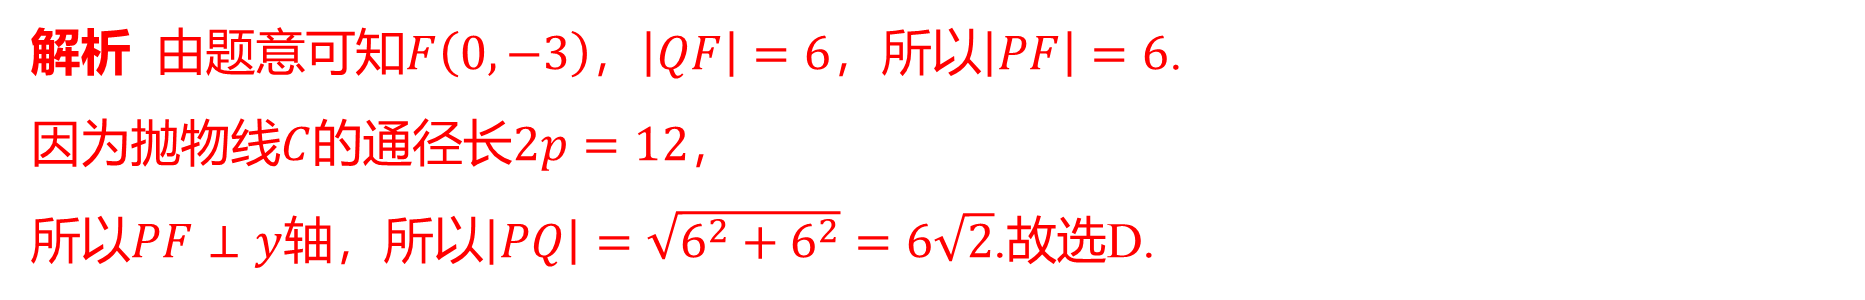 解析 由题意可知F(0,−3)，|QF| = 6，所以|PF| = 6.
因为抛物线C的通径长2p = 12，
所以PF ⊥ y轴，所以|PQ| = √(6² + 6²) = 6√2.故选D.